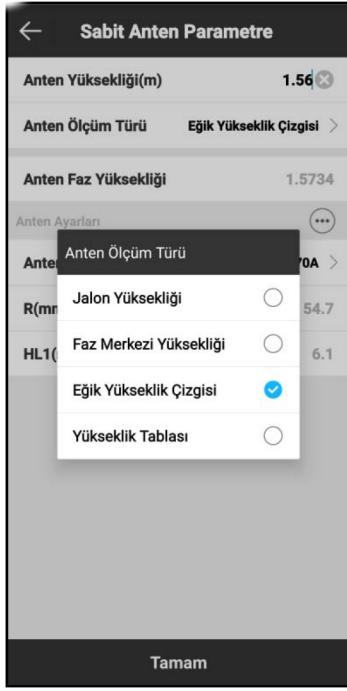 Sabit Anten Parametre
Anten Yüksekliği(m) 1.56
Anten Ölçüm Türü Eğik Yükseklik Çizgisi
Anten Faz Yüksekliği 1.5734
Anten Ayarları
Anten Ölçüm Türü
Jalon Yüksekliği
54.7
Faz Merkezi Yüksekliği
HL1( 6.1
Eğik Yükseklik Çizgisi
Yükseklik Tablası
Tamam